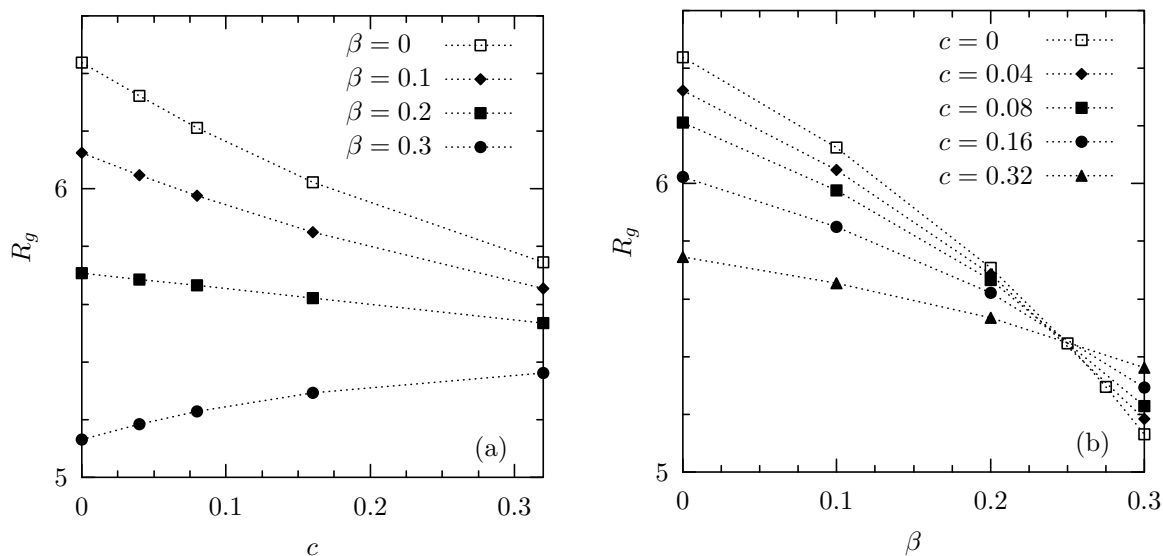 β = 0
β = 0.1
β = 0.2
β = 0.3
6
5
R_g
(a)
0
0.1
0.2
0.3
c
c = 0
c = 0.04
c = 0.08
c = 0.16
c = 0.32
6
5
R_g
(b)
0
0.1
0.2
0.3
β